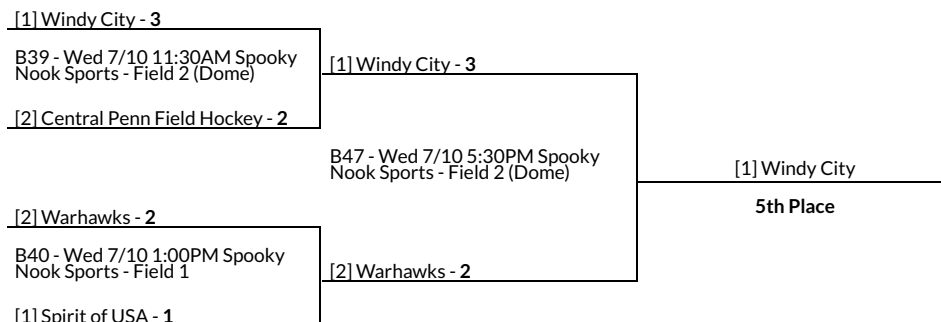 [1] Windy City - 3
B39 - Wed 7/10 11:30AM Spooky
Nook Sports - Field 2 (Dome)
[2] Central Penn Field Hockey - 2
[1] Windy City - 3
B47 - Wed 7/10 5:30PM Spooky
Nook Sports - Field 2 (Dome)
[1] Windy City
5th Place
[2] Warhawks - 2
B40 - Wed 7/10 1:00PM Spooky
Nook Sports - Field 1
[2] Warhawks - 2
[1] Spirit of USA - 1